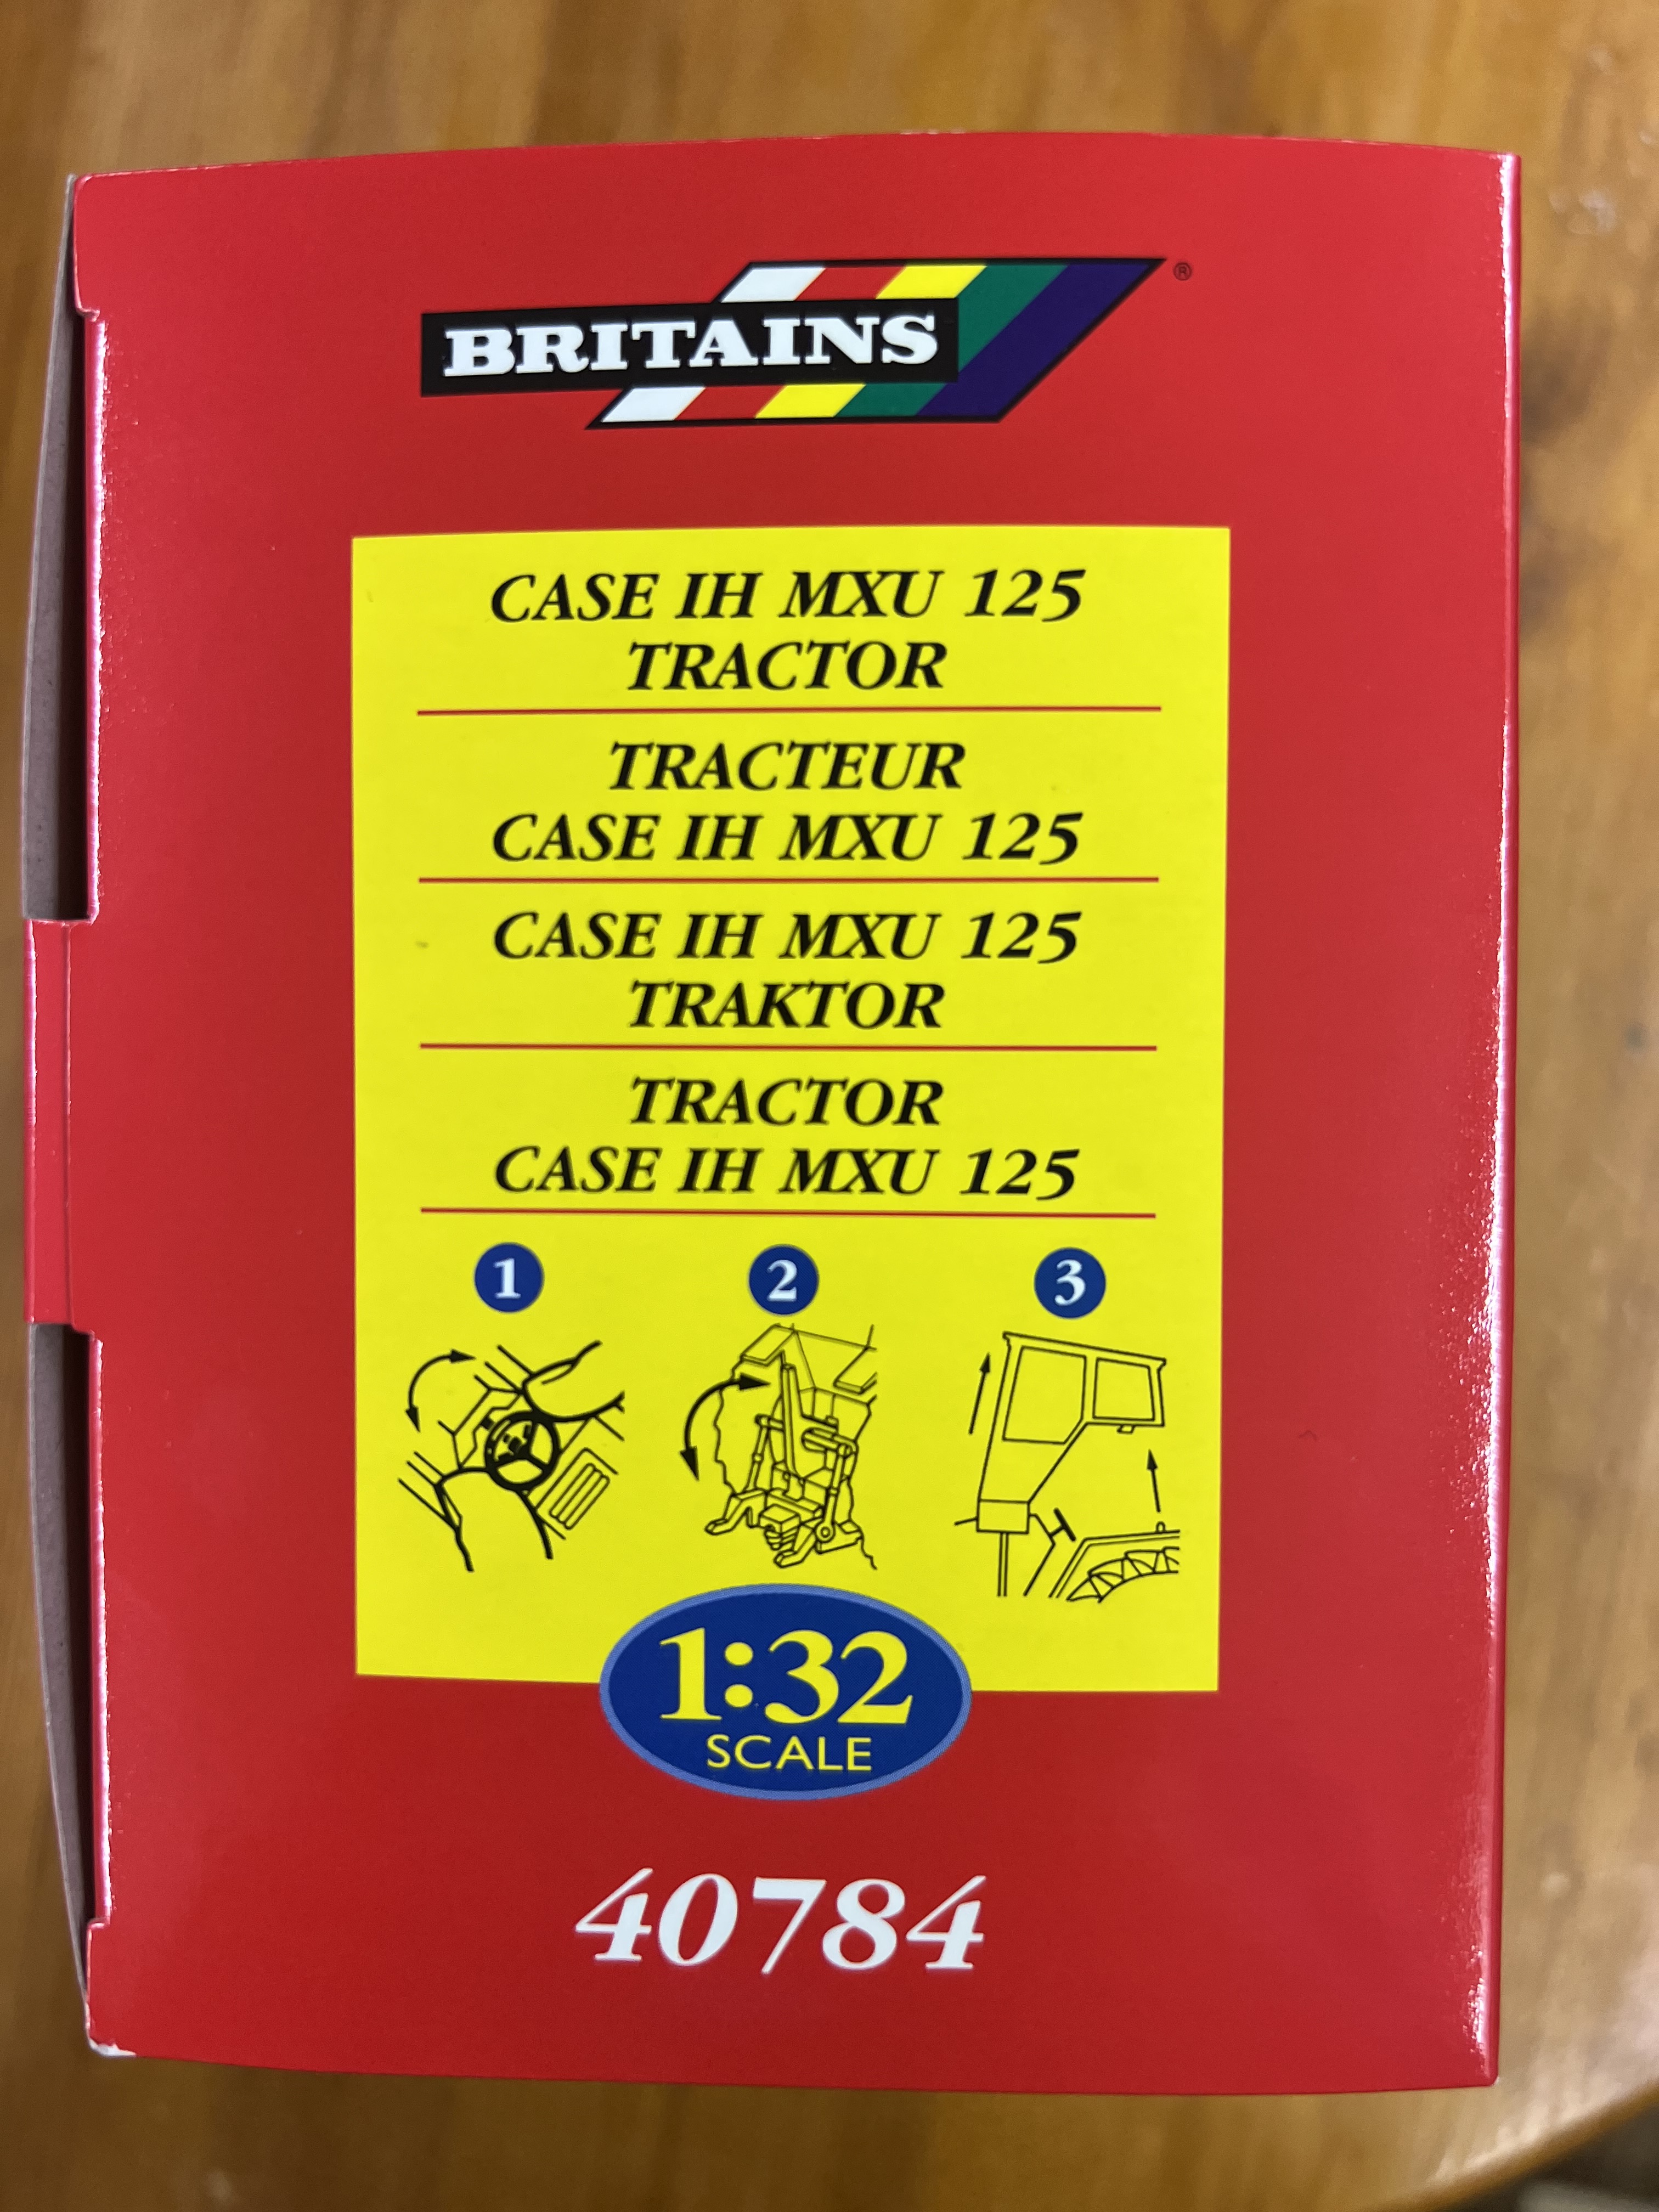 BRITAINS
®
CASE IH MXU 125
TRACTOR
TRACTEUR
CASE IH MXU 125
CASE IH MXU 125
TRAKTOR
TRACTOR
CASE IH MXU 125
1 2 3
1:32
SCALE
40784